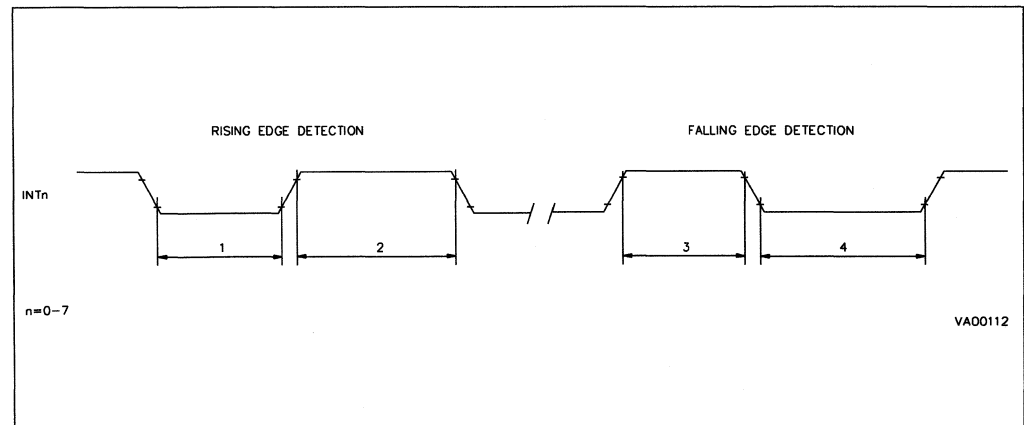 RISING EDGE DETECTION
FALLING EDGE DETECTION
INTn
1
2
3
4
n=0-7
VA00112